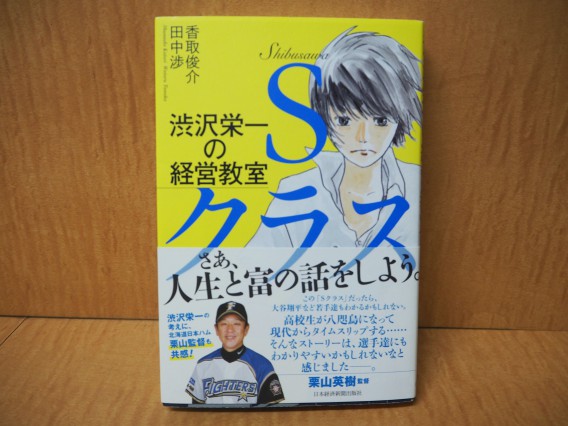 香取俊介
田中渉
Shibusawa
S
クラス
渋沢栄一
の
経営教室
さあ、
人生と富の話をしよう。
渋沢栄一の
考えに、
北海道日本ハム
栗山監督も
共感!
FIGHTERS
この「Sクラス」だったら、
大谷翔平など若手達もわかるかもしれない。
高校生が八咫烏になって
現代からタイムスリップする……
そんなストーリーは、選手達にも
わかりやすいかもしれないなと
感じました――。
栗山英樹 監督
日本経済新聞出版社